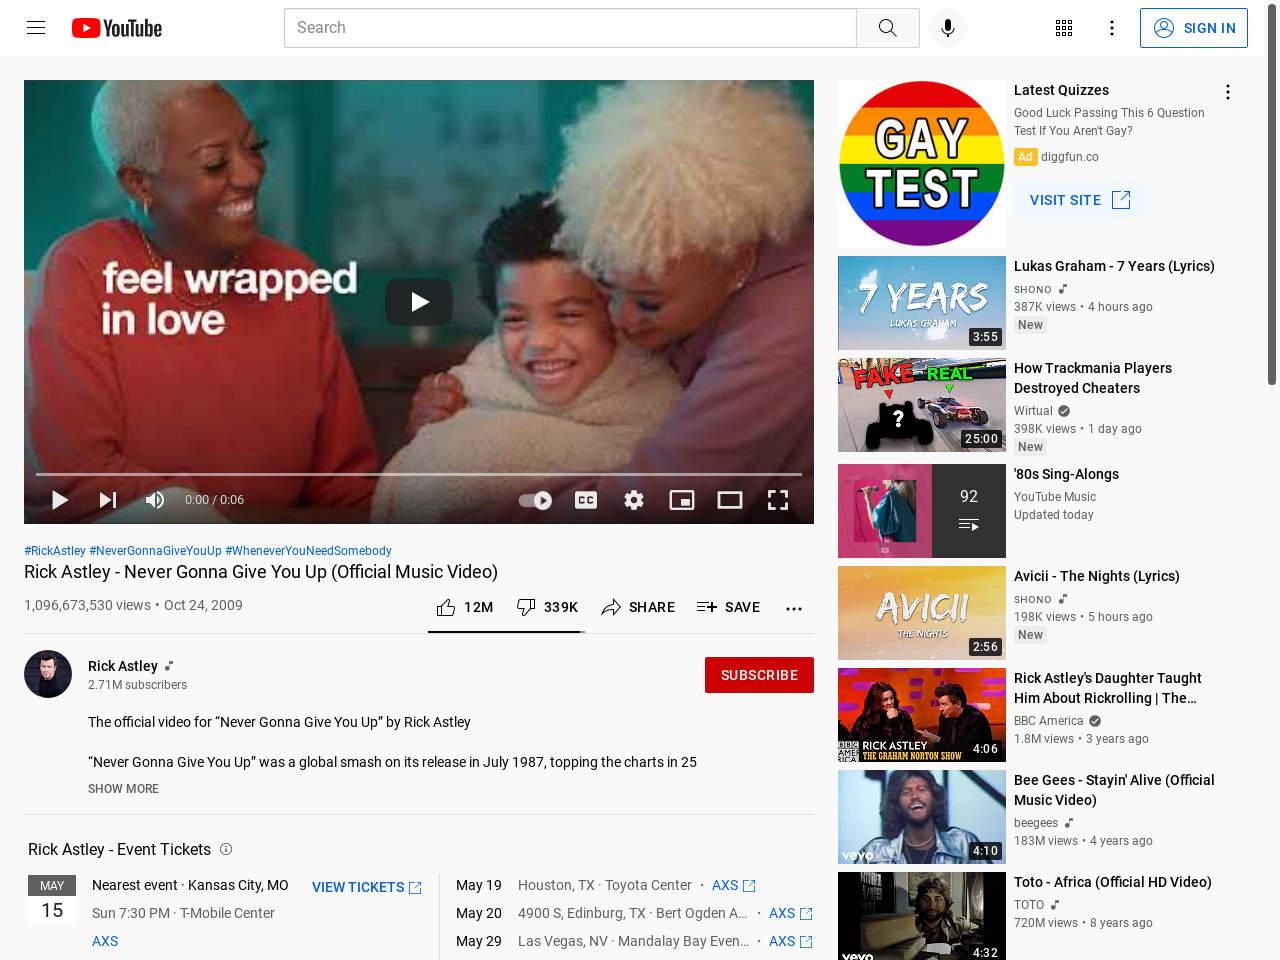 YouTube
Search
SIGN IN
feel wrapped
in love
0:00 / 0:06
CC
#RickAstley #NeverGonnaGiveYouUp #WheneverYouNeedSomebody
Rick Astley - Never Gonna Give You Up (Official Music Video)
1,096,673,530 views • Oct 24, 2009
12M
339K
SHARE
SAVE
Rick Astley
2.71M subscribers
SUBSCRIBE
The official video for “Never Gonna Give You Up” by Rick Astley
“Never Gonna Give You Up” was a global smash on its release in July 1987, topping the charts in 25
SHOW MORE
Rick Astley - Event Tickets
MAY
15
Nearest event · Kansas City, MO
VIEW TICKETS
Sun 7:30 PM · T-Mobile Center
AXS
May 19 Houston, TX · Toyota Center · AXS
May 20 4900 S, Edinburg, TX · Bert Ogden A... · AXS
May 29 Las Vegas, NV · Mandalay Bay Even... · AXS
GAY
TEST
Latest Quizzes
Good Luck Passing This 6 Question
Test If You Aren't Gay?
Ad diggfun.co
VISIT SITE
7 YEARS
LUKAS GRAHAM
3:55
Lukas Graham - 7 Years (Lyrics)
SHONO
387K views • 4 hours ago
New
FAKE REAL
?
25:00
How Trackmania Players
Destroyed Cheaters
Wirtual
398K views • 1 day ago
New
92
'80s Sing-Alongs
YouTube Music
Updated today
AVICII
THE NIGHTS
2:56
Avicii - The Nights (Lyrics)
SHONO
198K views • 5 hours ago
New
BBC
AMER
ICA
RICK ASTLEY
THE GRAHAM NORTON SHOW
4:06
Rick Astley's Daughter Taught
Him About Rickrolling | The...
BBC America
1.8M views • 3 years ago
vevo
4:10
Bee Gees - Stayin' Alive (Official
Music Video)
beegees
183M views • 4 years ago
vevo
4:32
Toto - Africa (Official HD Video)
TOTO
720M views • 8 years ago